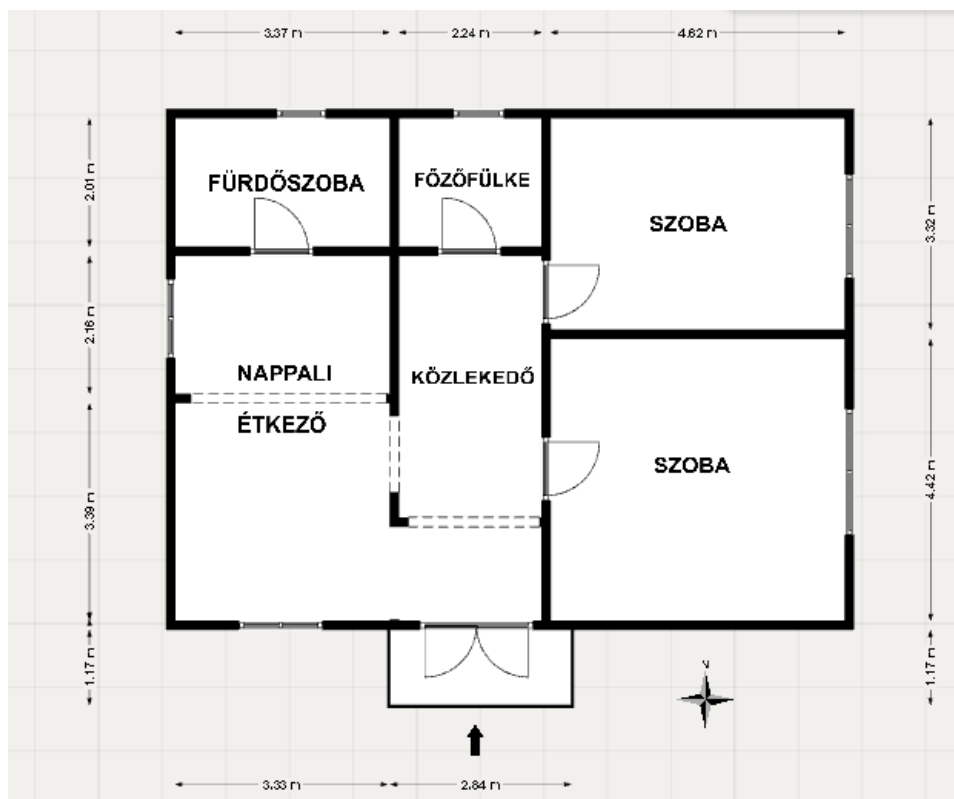 3.37 m
2.24 m
4.62 m
2.01 m
FÜRDŐSZOBA
FŐZŐFÜLKE
SZOBA
3.32 m
2.16 m
NAPPALI
KÖZLEKEDŐ
ÉTKEZŐ
SZOBA
3.39 m
4.42 m
1.17 m
1.17 m
N
3.33 m
2.84 m